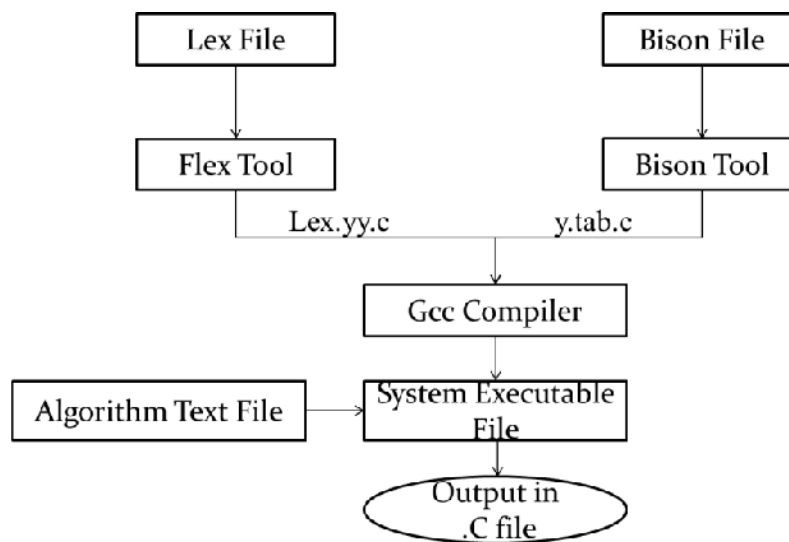 Lex File
Bison File
Flex Tool
Bison Tool
Lex.yy.c
y.tab.c
Gcc Compiler
Algorithm Text File
System Executable
File
Output in
.C file